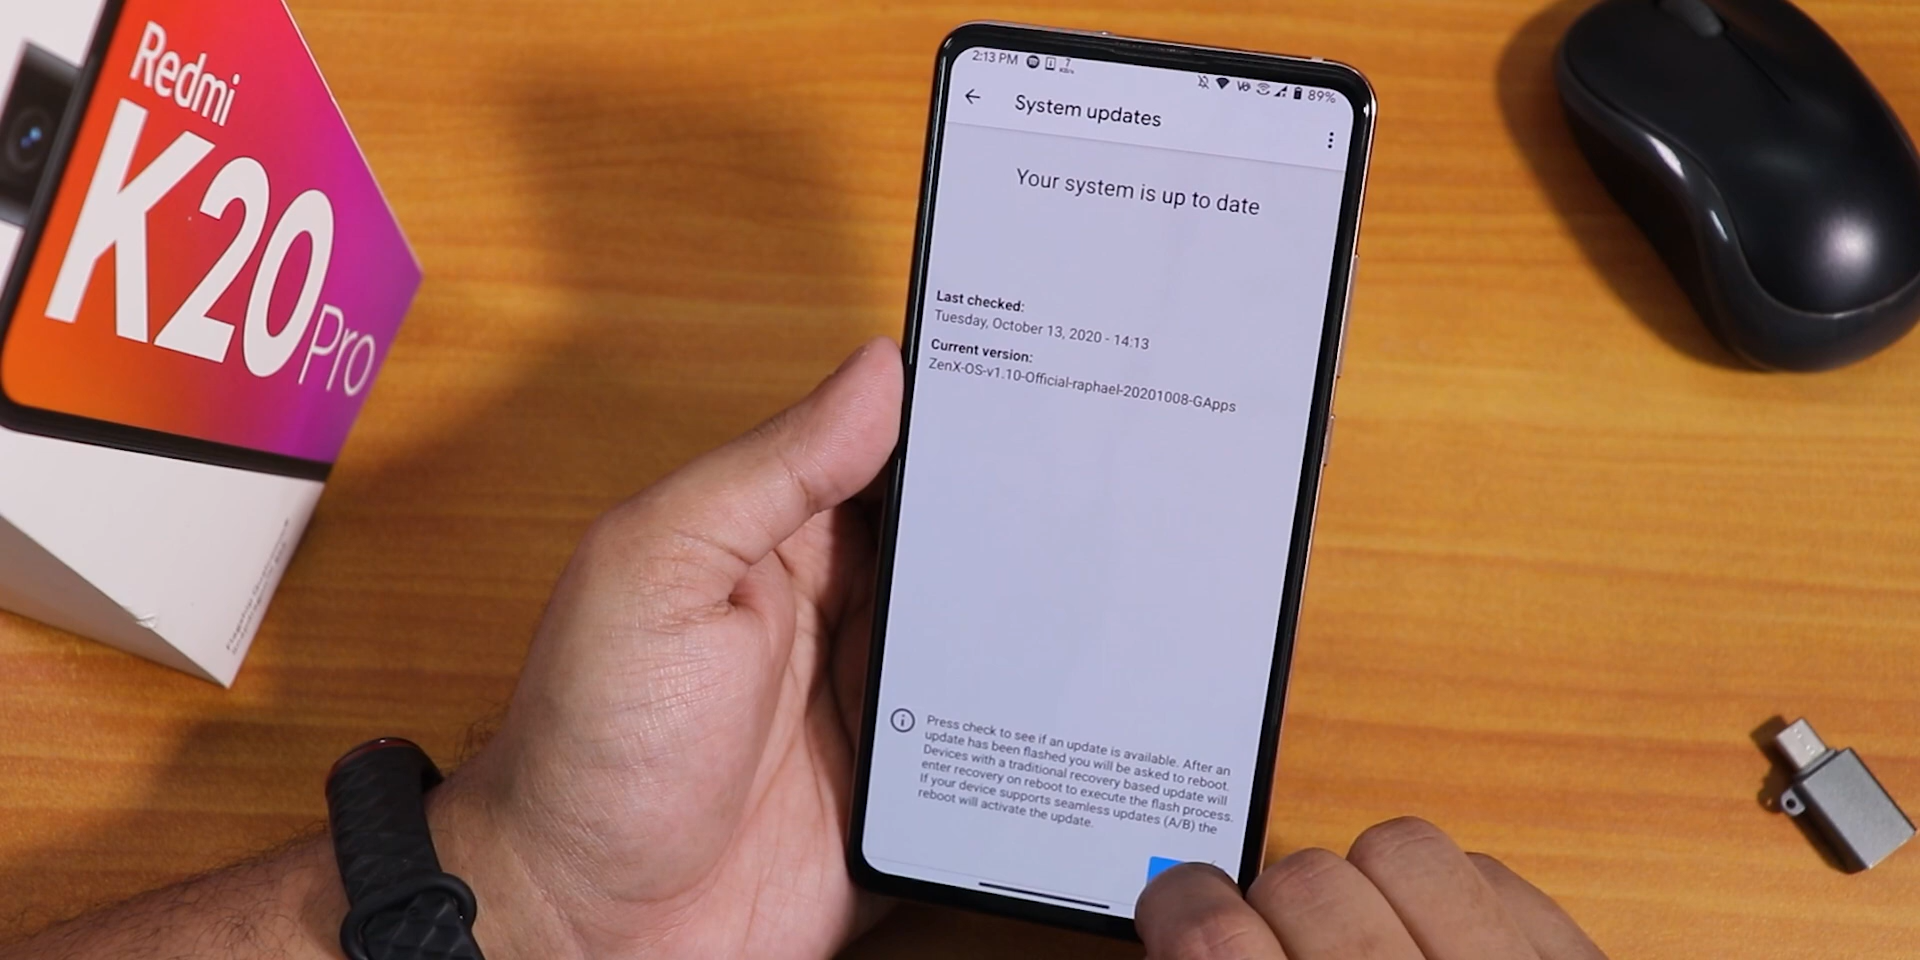 Redmi
K20 Pro
2:13 PM
7
89%
System updates
Your system is up to date
Last checked:
Tuesday, October 13, 2020 - 14:13
Current version:
ZenX-OS-v1.10-Official-raphael-20201008-GApps
Press check to see if an update is available. After an
update has been flashed you will be asked to reboot.
Devices with a traditional recovery based update will
enter recovery on reboot to execute the flash process.
If your device supports seamless updates (A/B) the
reboot will activate the update.